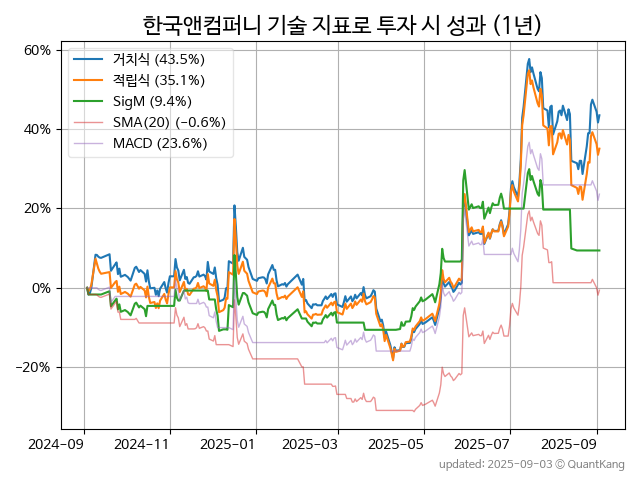 한국앤컴퍼니 기술 지표로 투자 시 성과 (1년)
거치식 (43.5%)
적립식 (35.1%)
SigM (9.4%)
SMA(20) (−0.6%)
MACD (23.6%)
60%
40%
20%
0%
−20%
2024-09 2024-11 2025-01 2025-03 2025-05 2025-07 2025-09
updated: 2025-09-03 © QuantKang